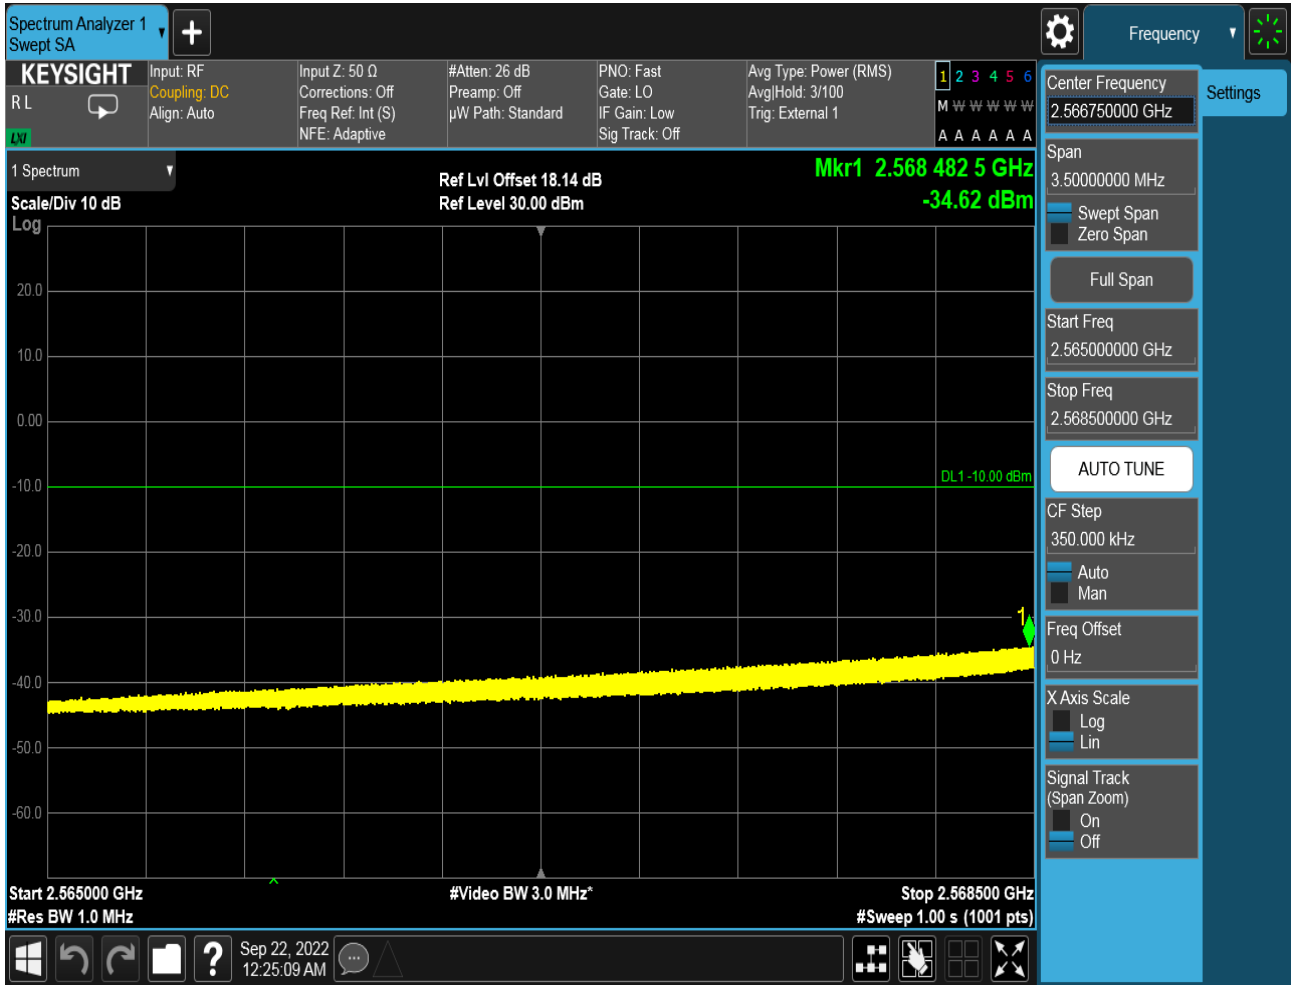 Spectrum Analyzer 1
Swept SA
Frequency
KEYSIGHT
R L
LXI
Input: RF
Coupling: DC
Align: Auto
Input Z: 50 Ω
Corrections: Off
Freq Ref: Int (S)
NFE: Adaptive
#Atten: 26 dB
Preamp: Off
µW Path: Standard
PNO: Fast
Gate: LO
IF Gain: Low
Sig Track: Off
Avg Type: Power (RMS)
Avg|Hold: 3/100
Trig: External 1
1 2 3 4 5 6
M W W W W W
A A A A A A
1 Spectrum
Scale/Div 10 dB
Log
Ref Lvl Offset 18.14 dB
Ref Level 30.00 dBm
Mkr1 2.568 482 5 GHz
-34.62 dBm
20.0
10.0
0.00
-10.0
-20.0
-30.0
-40.0
-50.0
-60.0
DL1 -10.00 dBm
1
Start 2.565000 GHz
#Res BW 1.0 MHz
#Video BW 3.0 MHz*
Stop 2.568500 GHz
#Sweep 1.00 s (1001 pts)
Center Frequency
2.566750000 GHz
Settings
Span
3.50000000 MHz
Swept Span
Zero Span
Full Span
Start Freq
2.565000000 GHz
Stop Freq
2.568500000 GHz
AUTO TUNE
CF Step
350.000 kHz
Auto
Man
Freq Offset
0 Hz
X Axis Scale
Log
Lin
Signal Track
(Span Zoom)
On
Off
?
Sep 22, 2022
12:25:09 AM